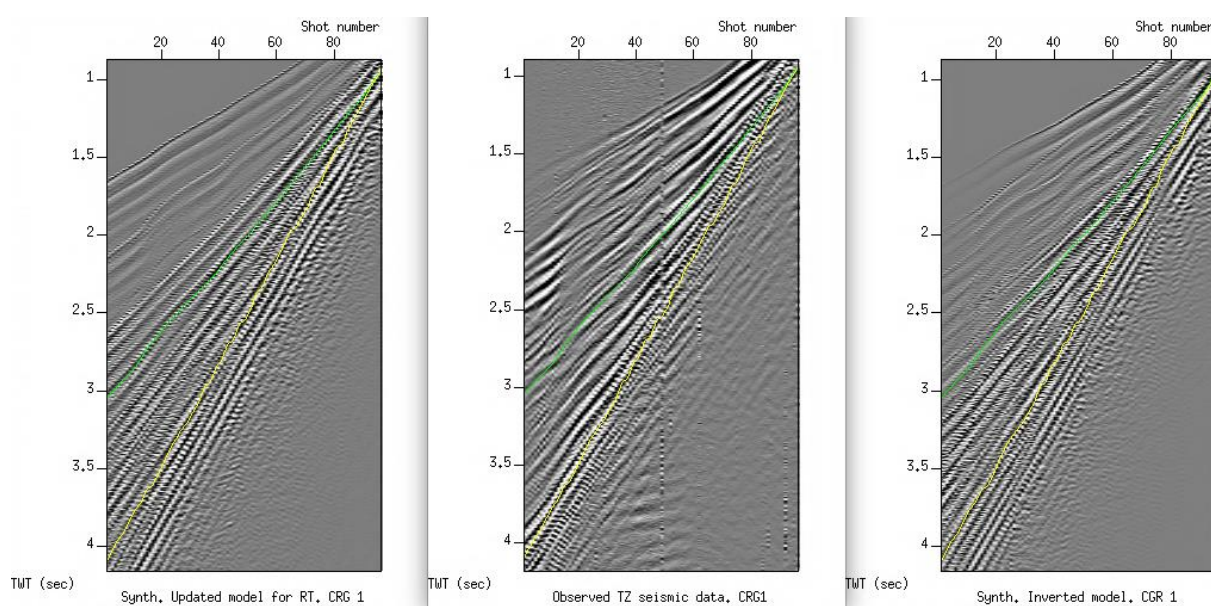 Shot number
20 40 60 80
1
1.5
2
2.5
3
3.5
4
TWT (sec)
Synth. Updated model for RT. CRG 1
Shot number
20 40 60 80
1
1.5
2
2.5
3
3.5
4
TWT (sec)
Observed TZ seismic data. CRG1
Shot number
20 40 60 80
1
1.5
2
2.5
3
3.5
4
TWT (sec)
Synth. Inverted model. CGR 1